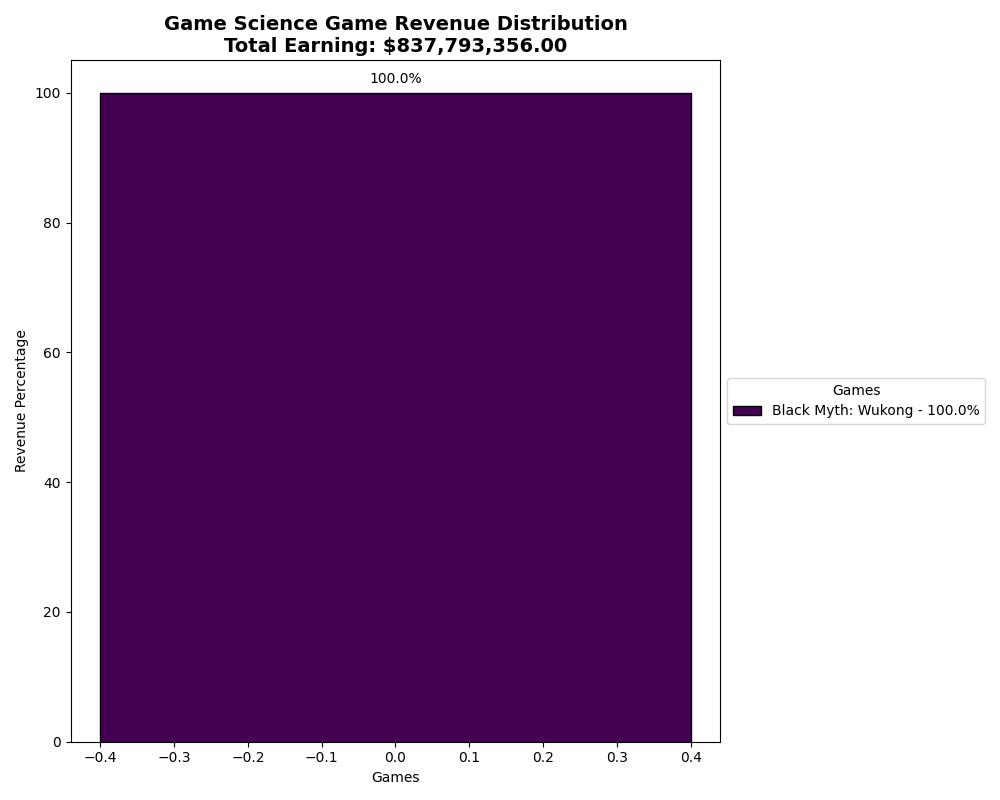 Game Science Game Revenue Distribution
Total Earning: $837,793,356.00
100.0%
100
80
60
40
20
0
Revenue Percentage
−0.4 −0.3 −0.2 −0.1 0.0 0.1 0.2 0.3 0.4
Games
Games
Black Myth: Wukong - 100.0%